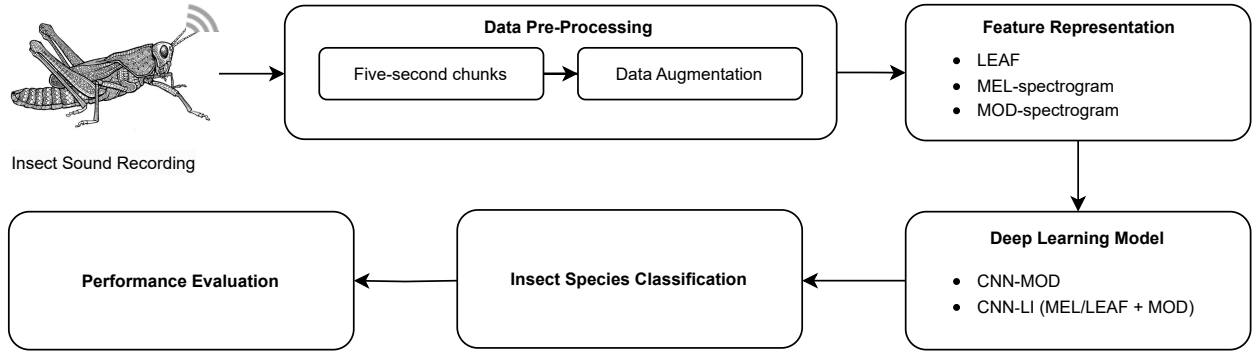 Insect Sound Recording
Data Pre-Processing
Five-second chunks
Data Augmentation
Feature Representation
LEAF
MEL-spectrogram
MOD-spectrogram
Deep Learning Model
CNN-MOD
CNN-LI (MEL/LEAF + MOD)
Insect Species Classification
Performance Evaluation